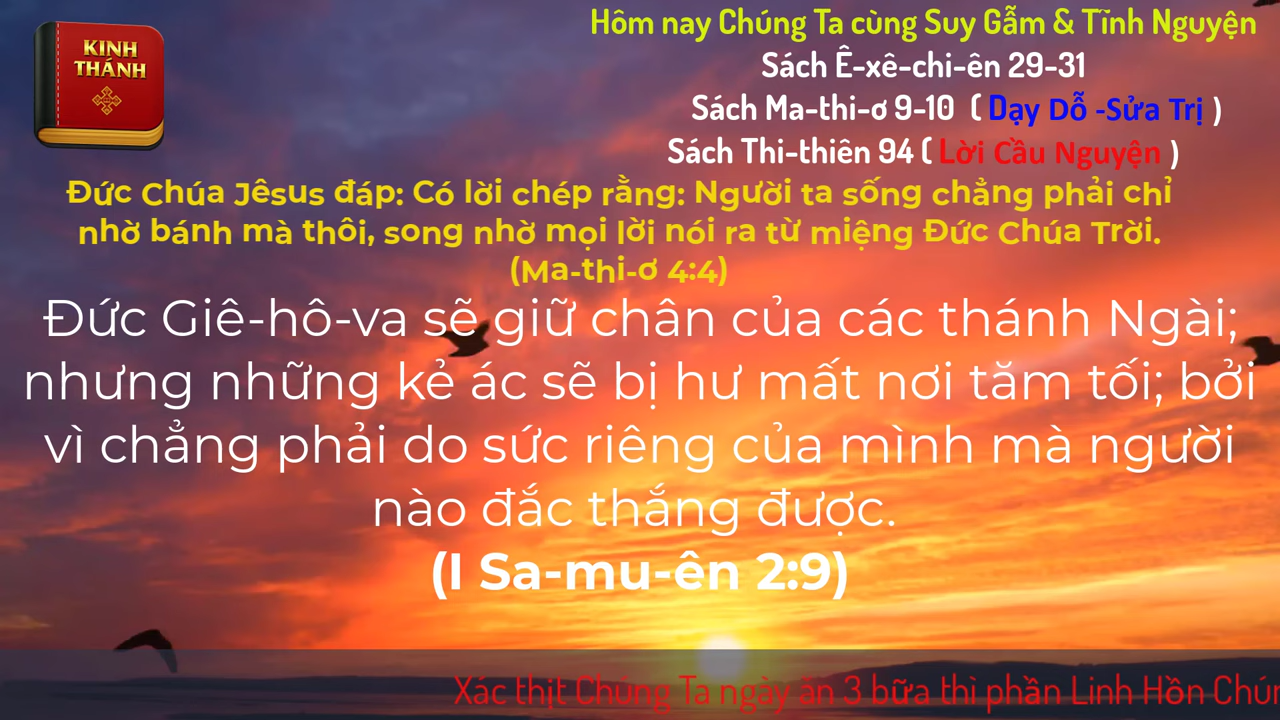 KINH
THÁNH
Hôm nay Chúng Ta cùng Suy Gẫm & Tĩnh Nguyện
Sách Ê-xê-chi-ên 29-31
Sách Ma-thi-ơ 9-10 ( Dạy Dỗ -Sửa Trị )
Sách Thi-thiên 94 ( Lời Cầu Nguyện )
Đức Chúa Jêsus đáp: Có lời chép rằng: Người ta sống chẳng phải chỉ
nhờ bánh mà thôi, song nhờ mọi lời nói ra từ miệng Đức Chúa Trời.
(Ma-thi-ơ 4:4)
Đức Giê-hô-va sẽ giữ chân của các thánh Ngài;
nhưng những kẻ ác sẽ bị hư mất nơi tăm tối; bởi
vì chẳng phải do sức riêng của mình mà người
nào đắc thắng được.
(I Sa-mu-ên 2:9)
Xác thịt Chúng Ta ngày ăn 3 bữa thì phần Linh Hồn